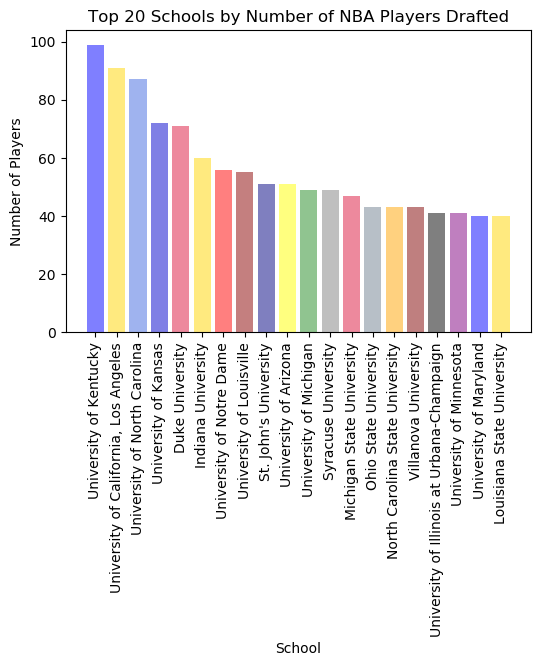 Top 20 Schools by Number of NBA Players Drafted
Number of Players
100
80
60
40
20
0
University of Kentucky
University of California, Los Angeles
University of North Carolina
University of Kansas
Duke University
Indiana University
University of Notre Dame
University of Louisville
St. John's University
University of Arizona
University of Michigan
Syracuse University
Michigan State University
Ohio State University
North Carolina State University
Villanova University
University of Illinois at Urbana-Champaign
University of Minnesota
University of Maryland
Louisiana State University
School